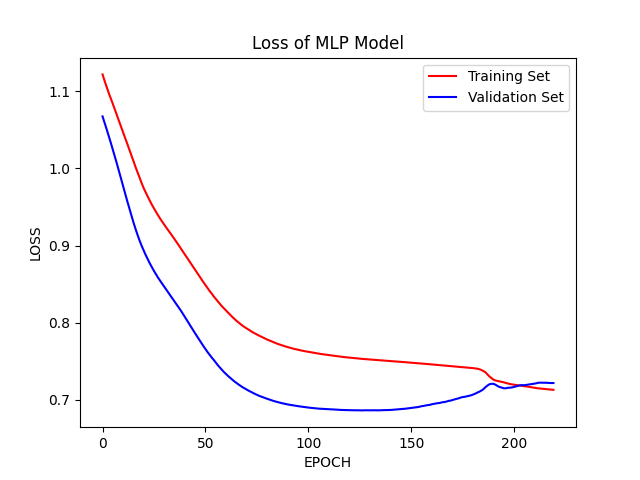 Loss of MLP Model
Training Set
Validation Set
LOSS
1.1
1.0
0.9
0.8
0.7
0 50 100 150 200
EPOCH